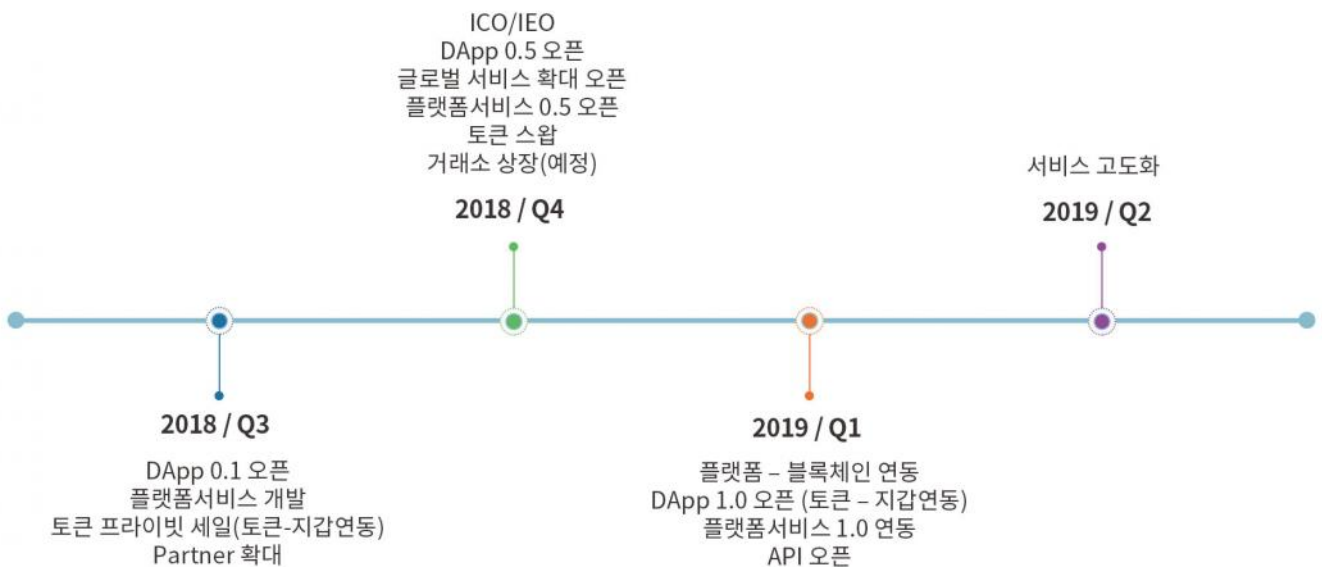 ICO/IEO
DApp 0.5 오픈
글로벌 서비스 확대 오픈
플랫폼서비스 0.5 오픈
토큰 스왑
거래소 상장(예정)
2018 / Q4
서비스 고도화
2019 / Q2
2018 / Q3
DApp 0.1 오픈
플랫폼서비스 개발
토큰 프라이빗 세일(토큰-지갑연동)
Partner 확대
2019 / Q1
플랫폼 – 블록체인 연동
DApp 1.0 오픈 (토큰 – 지갑연동)
플랫폼서비스 1.0 연동
API 오픈